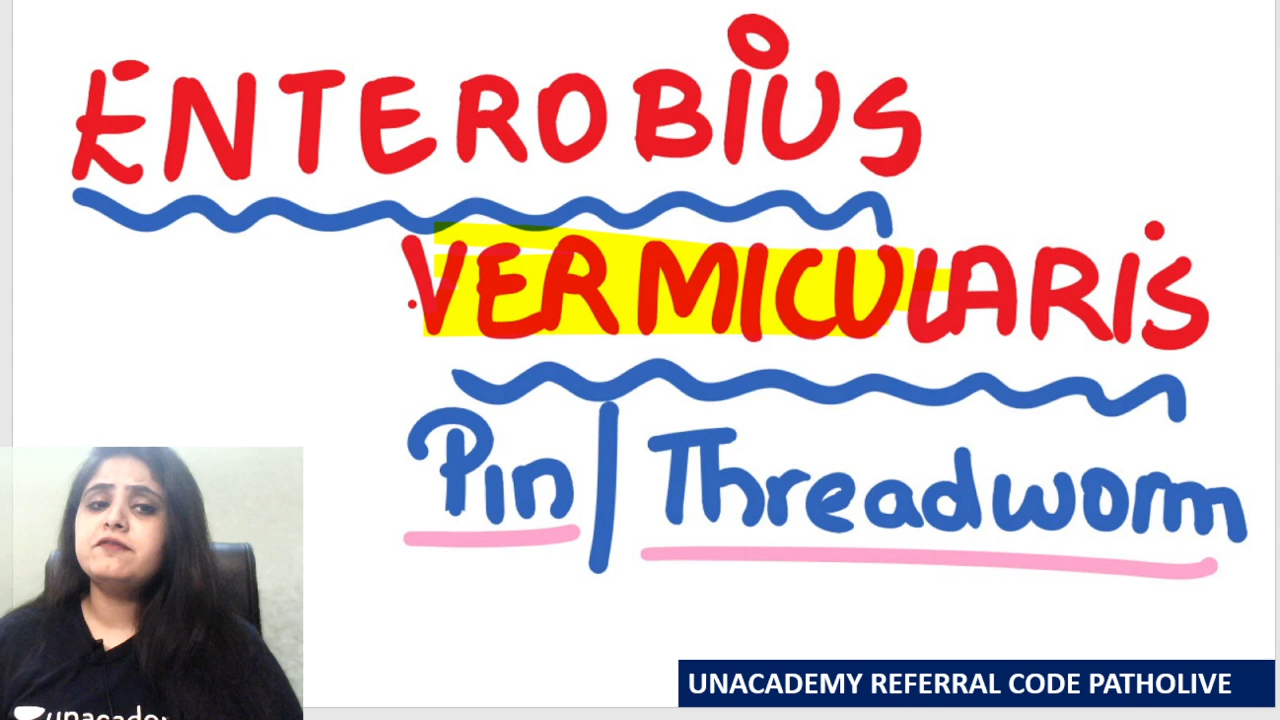 ENTEROBIUS
VERMICULARIS
Pin/Threadworm
UNACADEMY REFERRAL CODE PATHOLIVE